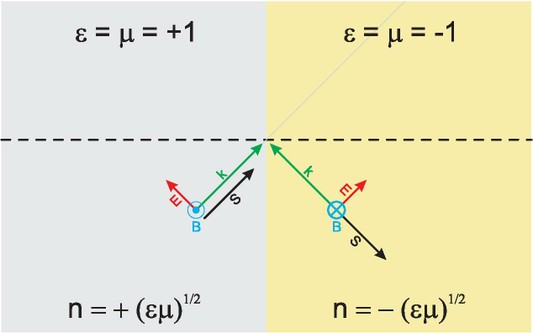 ε = μ = +1
ε = μ = -1
k
E
S
B
k
E
B
S
n = + (εμ)^1/2
n = − (εμ)^1/2